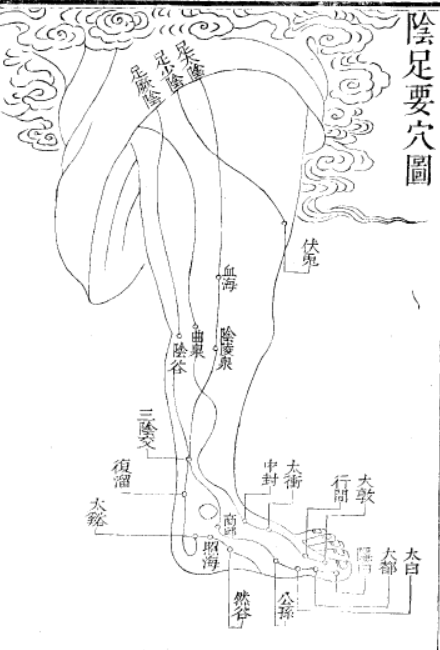 陰足要穴圖
足太陰
足少陰
足厥陰
伏兎
血海
陰陵泉
曲泉
陰谷
三陰交
復溜
太谿
大敦
行間
太衝
中封
商丘
照海
然谷
公孫
太白
大都
隱白